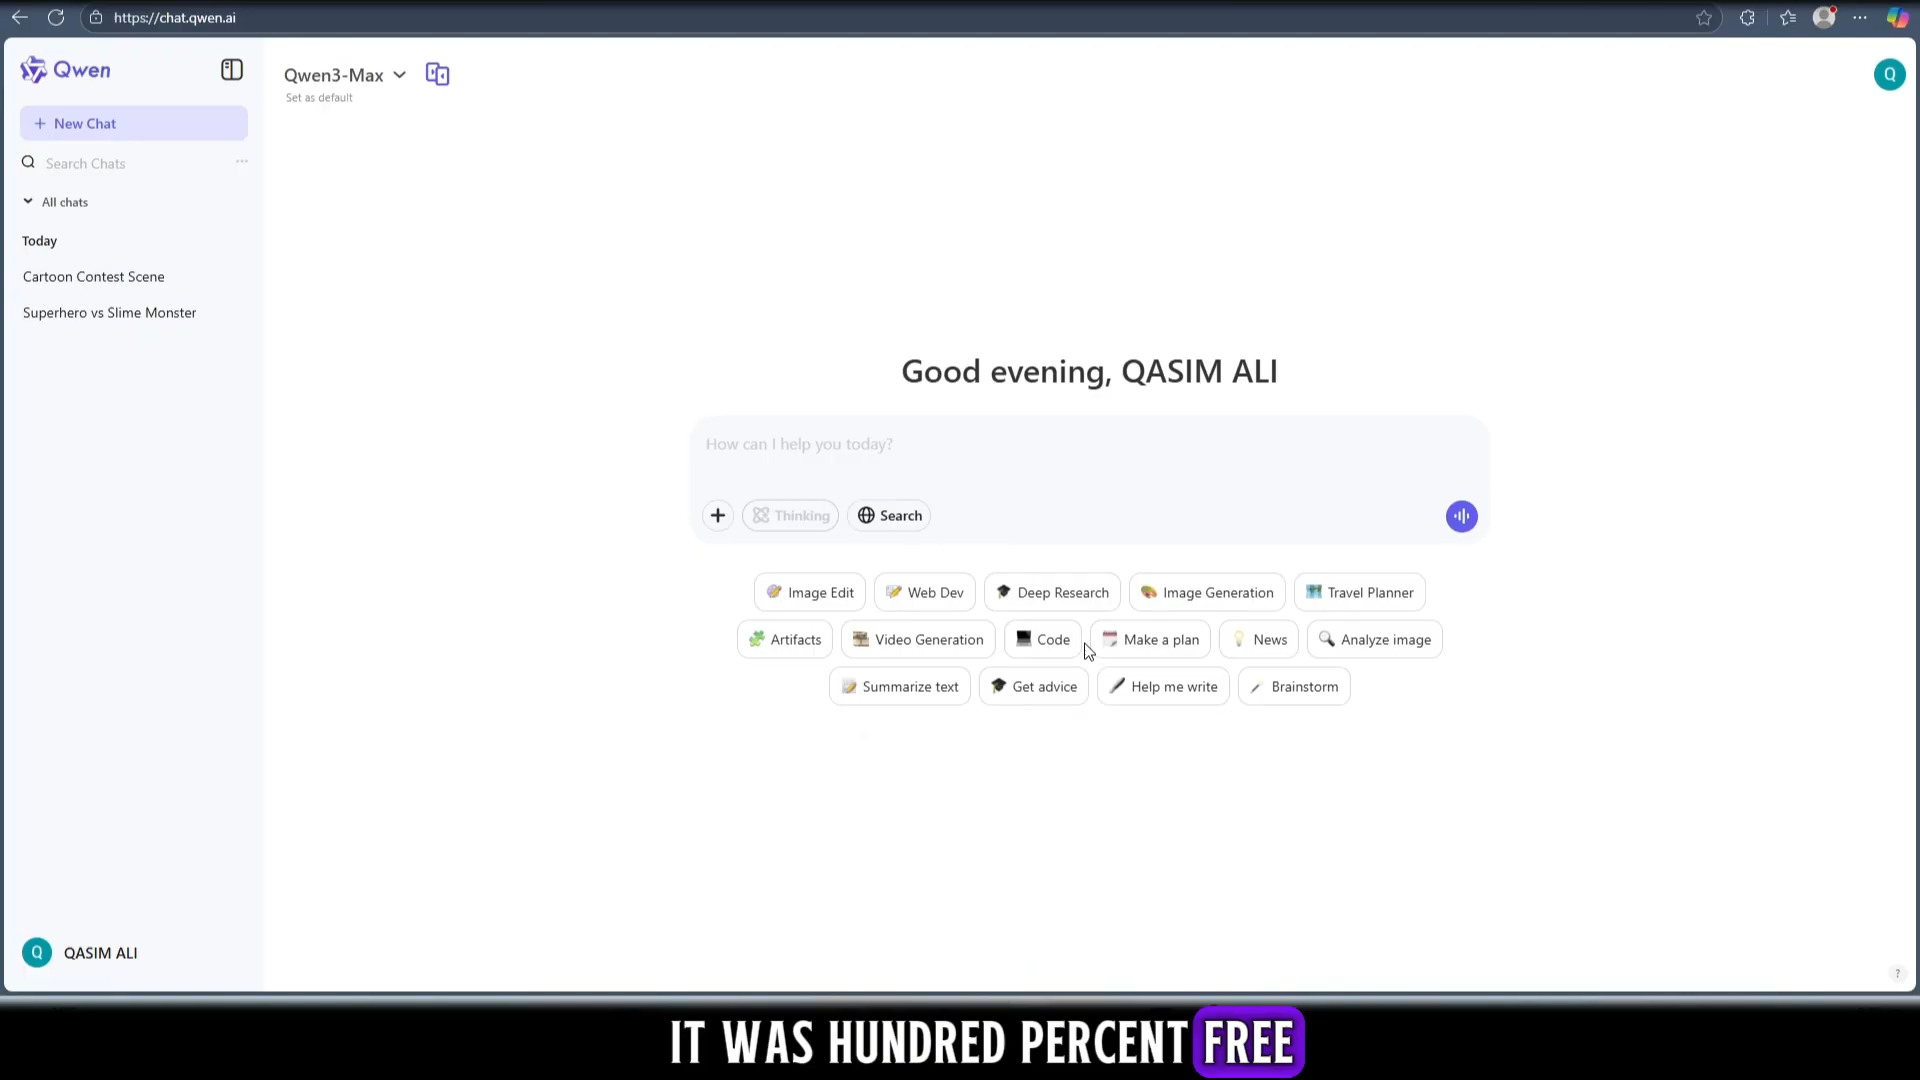 https://chat.qwen.ai
Qwen
New Chat
Search Chats
All chats
Today
Cartoon Contest Scene
Superhero vs Slime Monster
QASIM ALI
Q
Qwen3-Max
Set as default
Q
Good evening, QASIM ALI
How can I help you today?
Thinking Search
Image Edit Web Dev Deep Research Image Generation Travel Planner
Artifacts Video Generation Code Make a plan News Analyze image
Summarize text Get advice Help me write Brainstorm
?
IT WAS HUNDRED PERCENT FREE